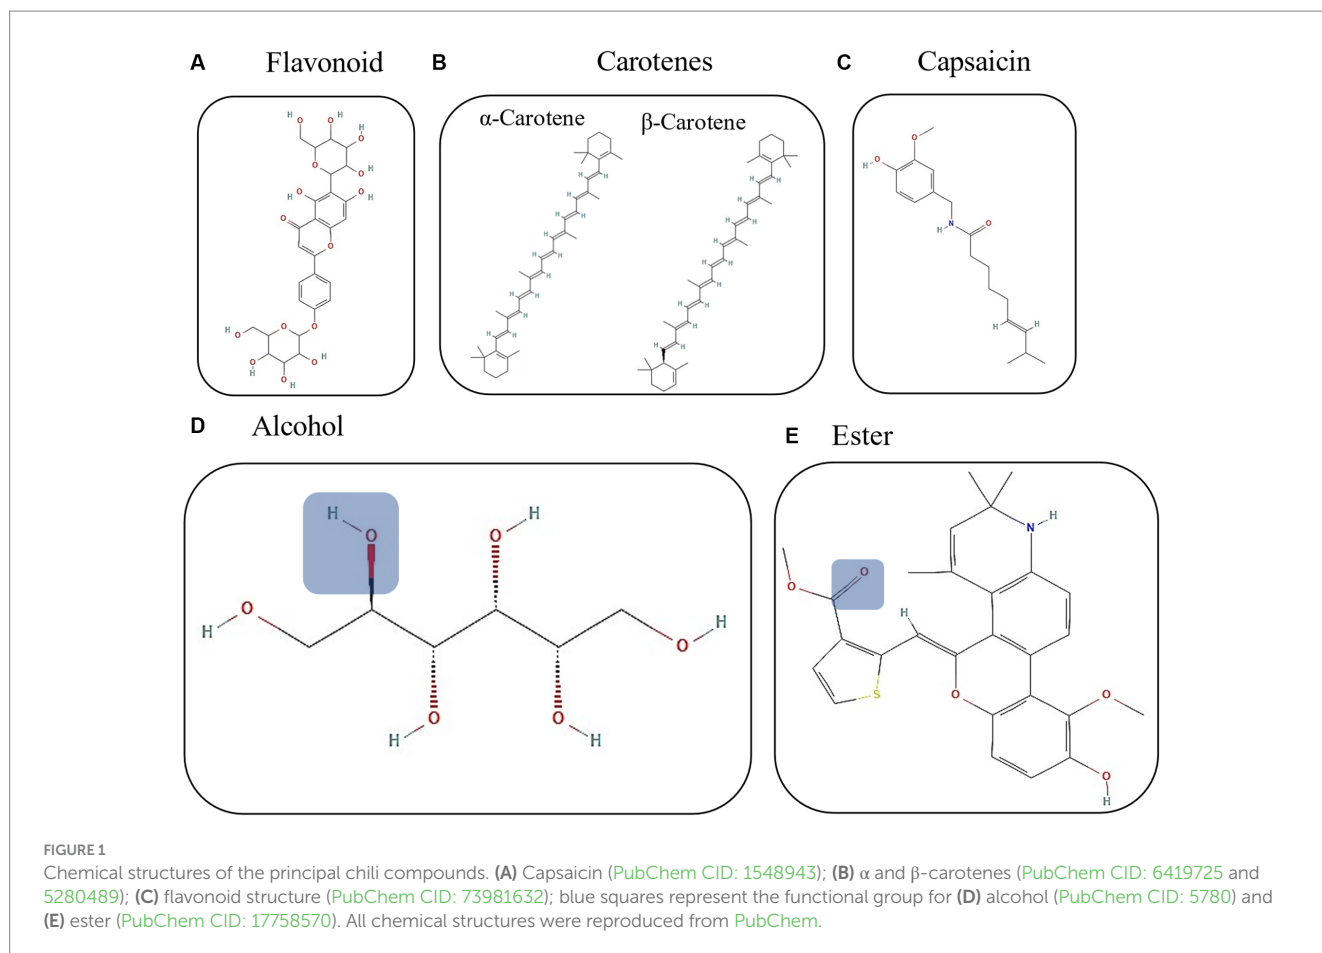 A Flavonoid
B Carotenes
C Capsaicin
α-Carotene
β-Carotene
D Alcohol
E Ester
FIGURE 1
Chemical structures of the principal chili compounds. (A) Capsaicin (PubChem CID: 1548943); (B) α and β-carotenes (PubChem CID: 6419725 and
5280489); (C) flavonoid structure (PubChem CID: 73981632); blue squares represent the functional group for (D) alcohol (PubChem CID: 5780) and
(E) ester (PubChem CID: 17758570). All chemical structures were reproduced from PubChem.